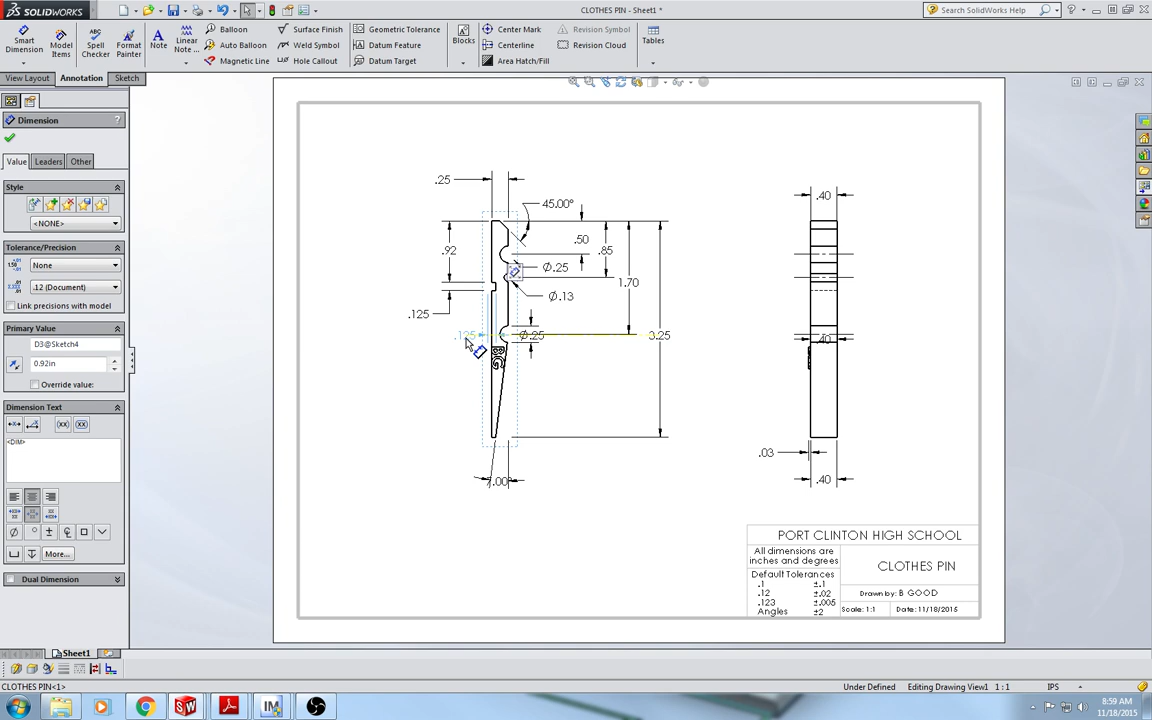 SOLIDWORKS
CLOTHES PIN - Sheet1 *
Search SolidWorks Help
Smart Dimension
Model Items
Spell Checker
Format Painter
Note
Linear Note ...
Balloon
Auto Balloon
Magnetic Line
Surface Finish
Weld Symbol
Hole Callout
Geometric Tolerance
Datum Feature
Datum Target
Blocks
Center Mark
Centerline
Area Hatch/Fill
Revision Symbol
Revision Cloud
Tables
View Layout
Annotation
Sketch
Dimension
?
Value
Leaders
Other
Style
<NONE>
Tolerance/Precision
None
.12 (Document)
Link precisions with model
Primary Value
D3@Sketch4
0.92in
Override value:
Dimension Text
<DIM>
More...
Dual Dimension
.25
45.00°
.92
.50
.85
Ø.25
1.70
Ø.13
.125
.125
Ø.25
3.25
BG
7.00°
.40
.40
.03
.40
PORT CLINTON HIGH SCHOOL
All dimensions are
inches and degrees
Default Tolerances
.1 ±.1
.12 ±.02
.123 ±.005
Angles ±2
CLOTHES PIN
Drawn by: B GOOD
Scale: 1:1
Date: 11/18/2015
Sheet1
CLOTHES PIN<1>
Under Defined
Editing Drawing View1
1 : 1
IPS
SW
IM
8:59 AM
11/18/2015